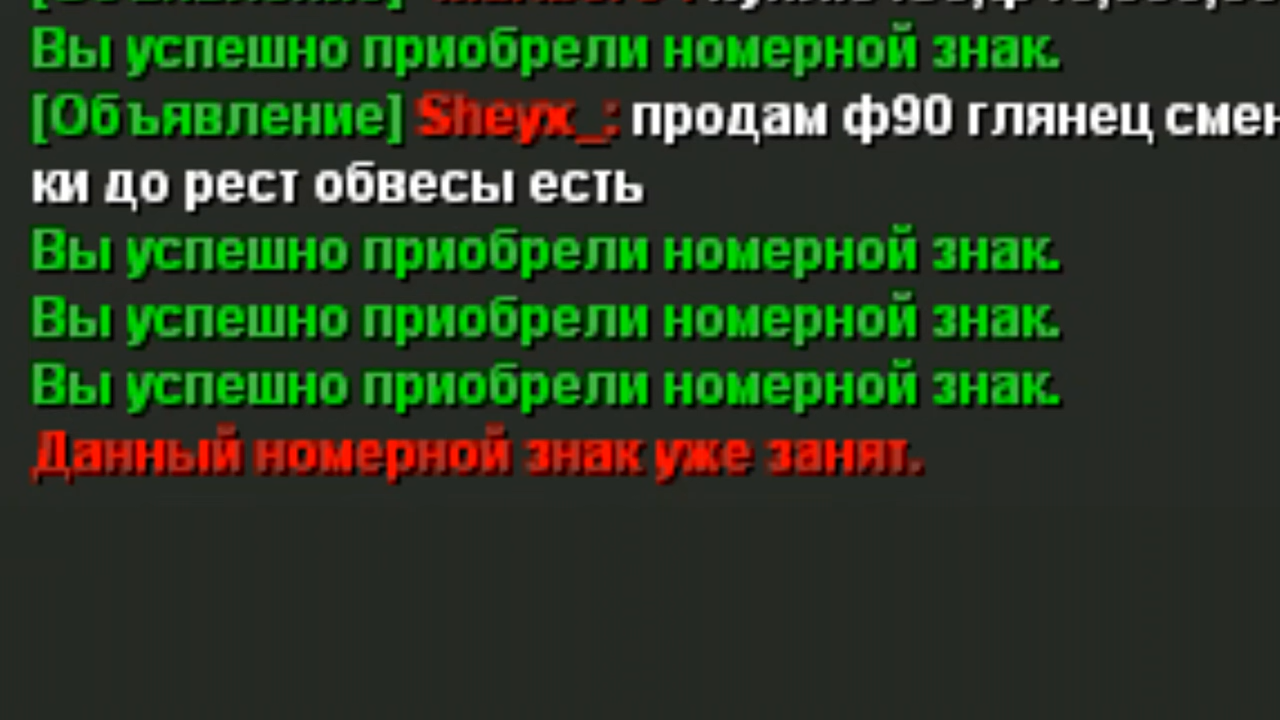 [Объявление]
Вы успешно приобрели номерной знак.
[Объявление] Sheyx_: продам ф90 глянец смен
ки до рест обвесы есть
Вы успешно приобрели номерной знак.
Вы успешно приобрели номерной знак.
Вы успешно приобрели номерной знак.
Данный номерной знак уже занят.